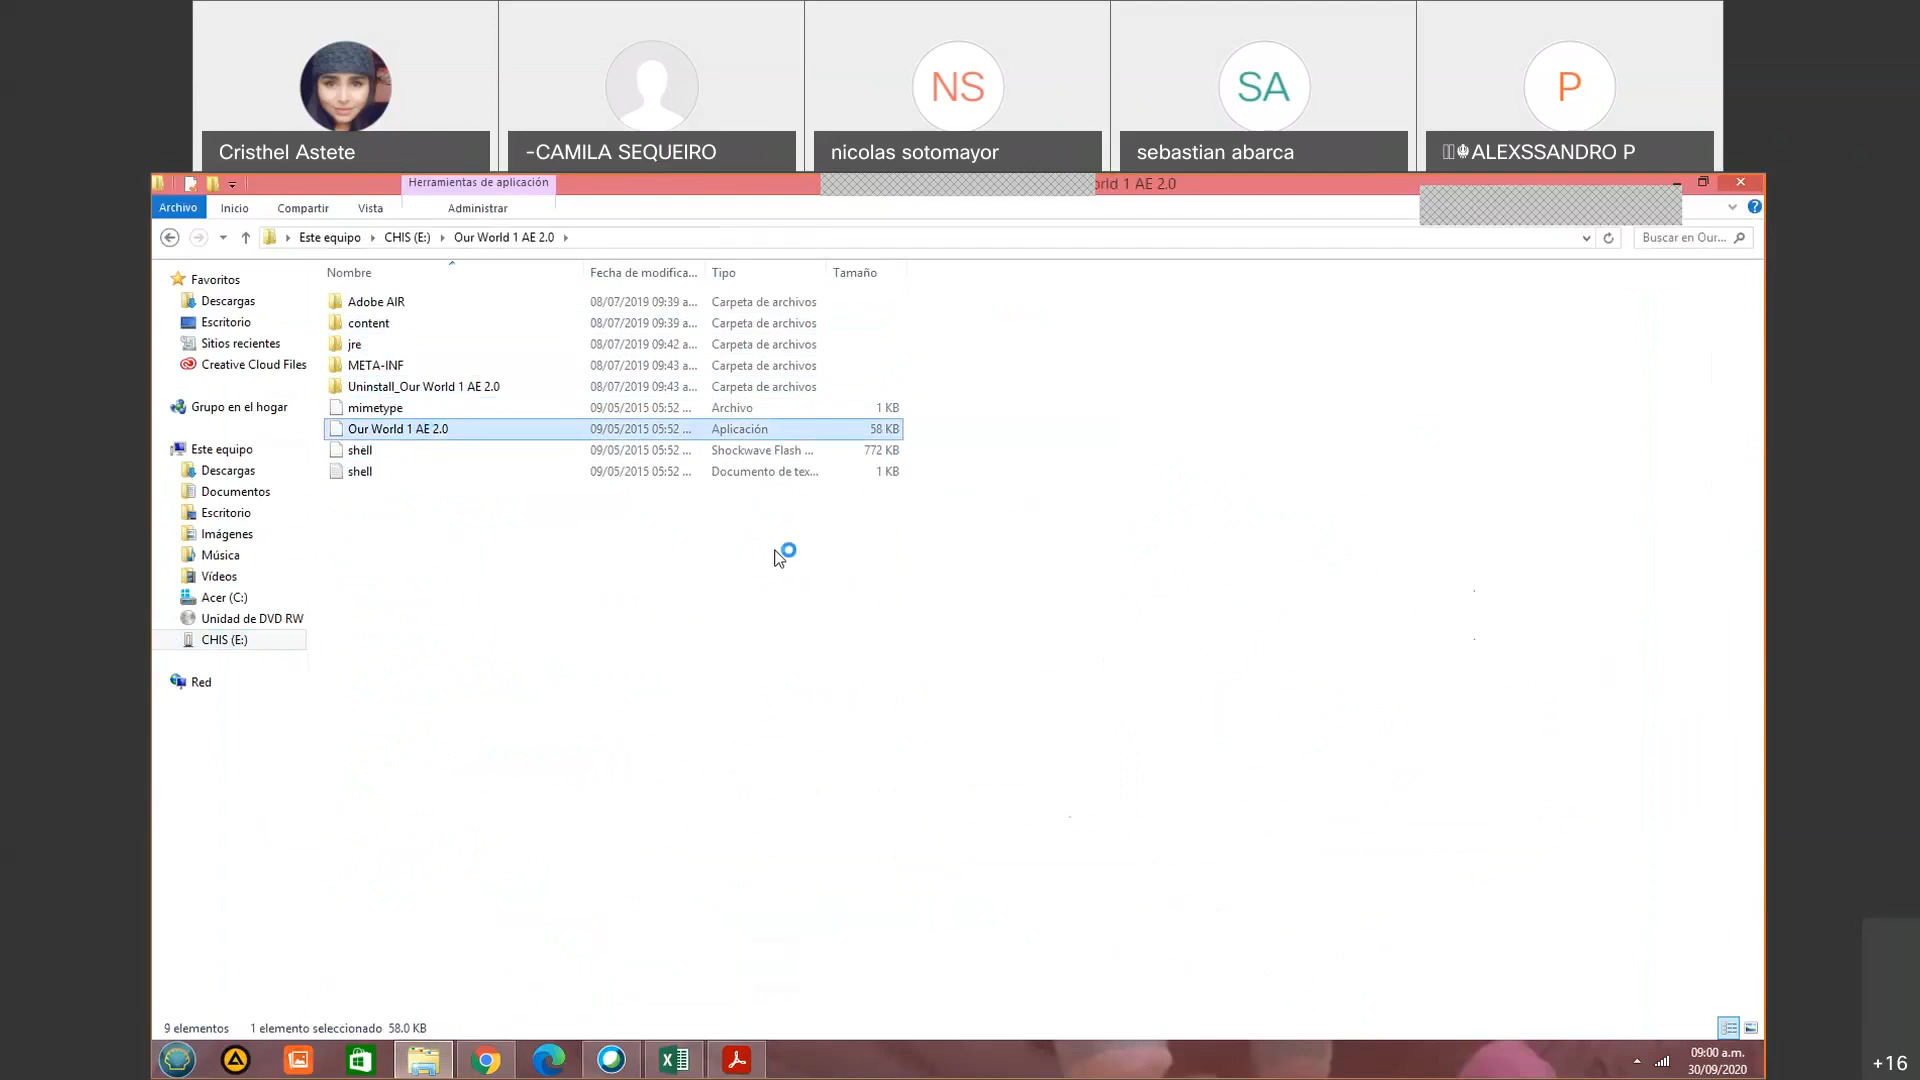 NS
SA
P
Cristhel Astete
-CAMILA SEQUEIRO
nicolas sotomayor
sebastian abarca
ALEXSSANDRO P
Herramientas de aplicación
orld 1 AE 2.0
Archivo
Inicio
Compartir
Vista
Administrar
Este equipo
CHIS (E:)
Our World 1 AE 2.0
Buscar en Our...
Nombre
Fecha de modifica...
Tipo
Tamaño
Favoritos
Descargas
Escritorio
Sitios recientes
Creative Cloud Files
Grupo en el hogar
Este equipo
Descargas
Documentos
Escritorio
Imágenes
Música
Vídeos
Acer (C:)
Unidad de DVD RW
CHIS (E:)
Red
Adobe AIR 08/07/2019 09:39 a... Carpeta de archivos
content 08/07/2019 09:39 a... Carpeta de archivos
jre 08/07/2019 09:42 a... Carpeta de archivos
META-INF 08/07/2019 09:43 a... Carpeta de archivos
Uninstall_Our World 1 AE 2.0 08/07/2019 09:43 a... Carpeta de archivos
mimetype 09/05/2015 05:52 ... Archivo 1 KB
Our World 1 AE 2.0 09/05/2015 05:52 ... Aplicación 58 KB
shell 09/05/2015 05:52 ... Shockwave Flash ... 772 KB
shell 09/05/2015 05:52 ... Documento de tex... 1 KB
9 elementos
1 elemento seleccionado 58.0 KB
09:00 a.m.
30/09/2020
+16